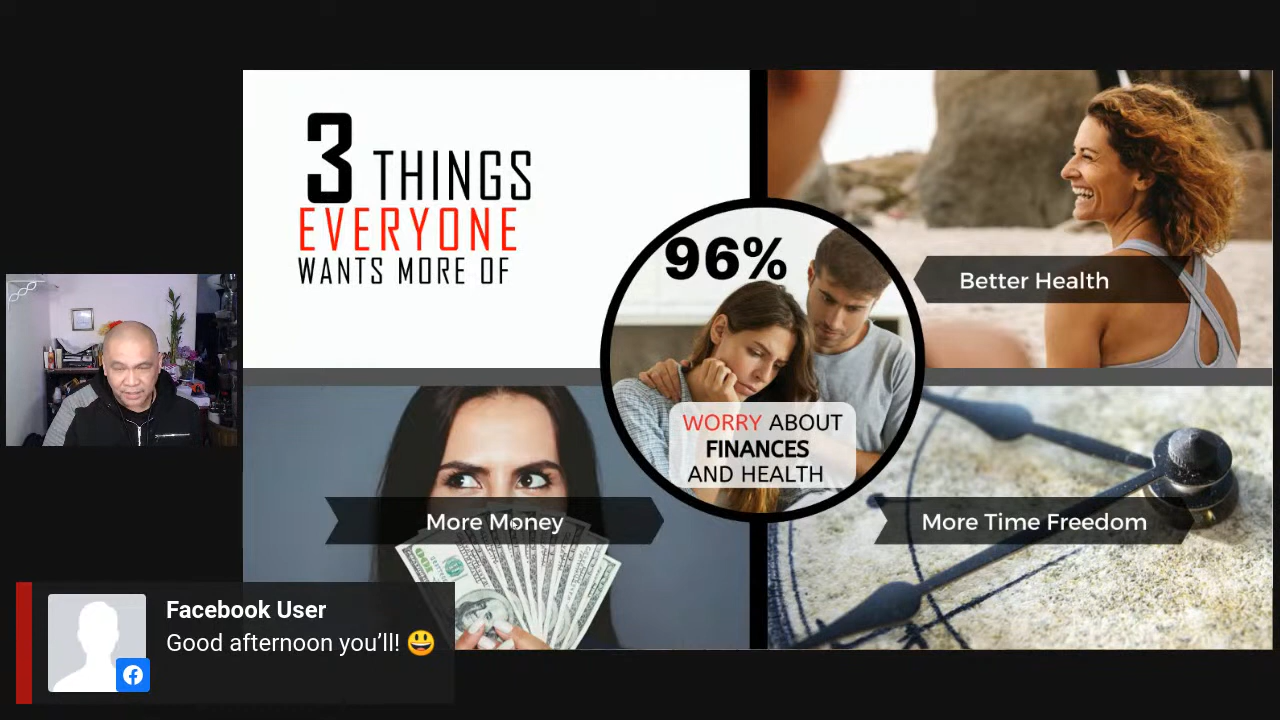 3 THINGS
EVERYONE
WANTS MORE OF
96%
WORRY ABOUT
FINANCES
AND HEALTH
Better Health
More Money
More Time Freedom
Facebook User
Good afternoon you’ll! 😃